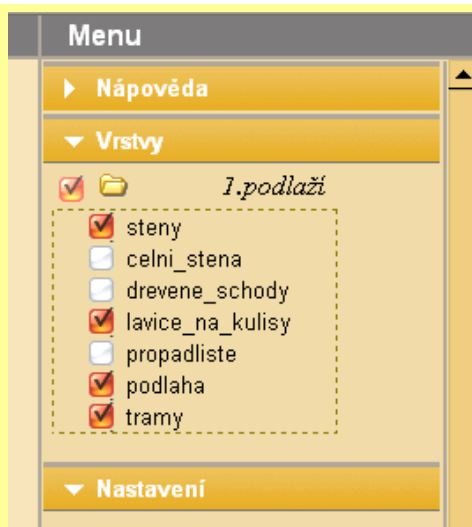 Menu
Nápověda
Vrstvy
1.podlaží
steny
celni_stena
drevene_schody
lavice_na_kulisy
propadliste
podlaha
tramy
Nastavení